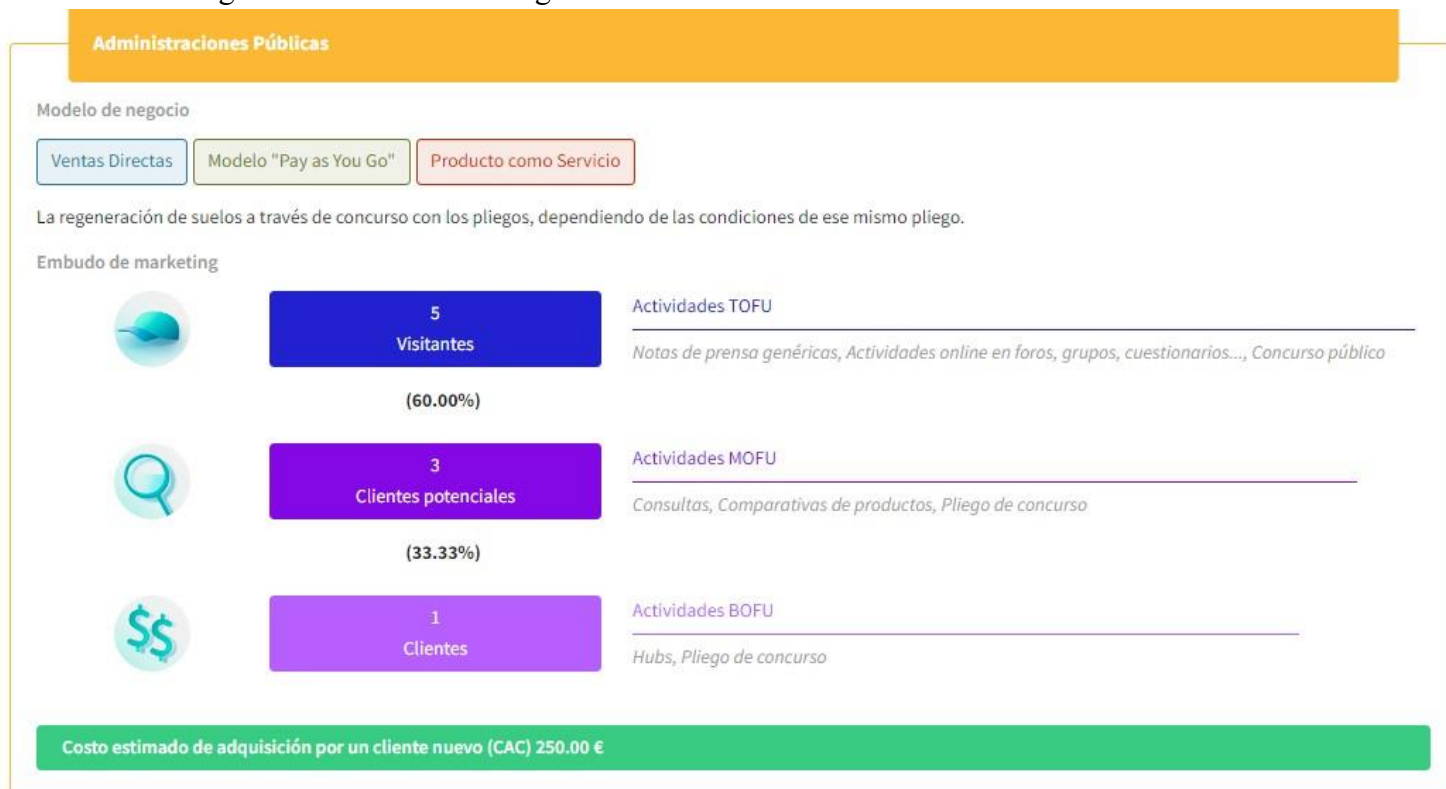 Administraciones Públicas
Modelo de negocio
Ventas Directas
Modelo "Pay as You Go"
Producto como Servicio
La regeneración de suelos a través de concurso con los pliegos, dependiendo de las condiciones de ese mismo pliego.
Embudo de marketing
5
Visitantes
Actividades TOFU
Notas de prensa genéricas, Actividades online en foros, grupos, cuestionarios..., Concurso público
(60.00%)
3
Clientes potenciales
Actividades MOFU
Consultas, Comparativas de productos, Pliego de concurso
(33.33%)
$$
1
Clientes
Actividades BOFU
Hubs, Pliego de concurso
Costo estimado de adquisición por un cliente nuevo (CAC) 250.00 €